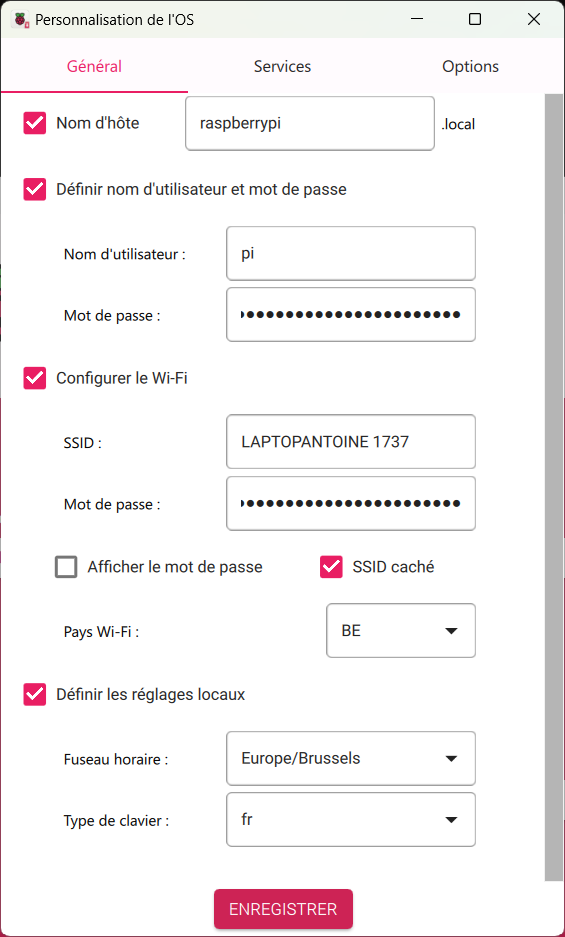 Personnalisation de l'OS
Général Services Options
Nom d'hôte raspberrypi .local
Définir nom d'utilisateur et mot de passe
Nom d'utilisateur : pi
Mot de passe : ●●●●●●●●●●●●●●●●●●●●●●
Configurer le Wi-Fi
SSID : LAPTOPANTOINE 1737
Mot de passe : ●●●●●●●●●●●●●●●●●●●●●●
Afficher le mot de passe SSID caché
Pays Wi-Fi : BE
Définir les réglages locaux
Fuseau horaire : Europe/Brussels
Type de clavier : fr
ENREGISTRER